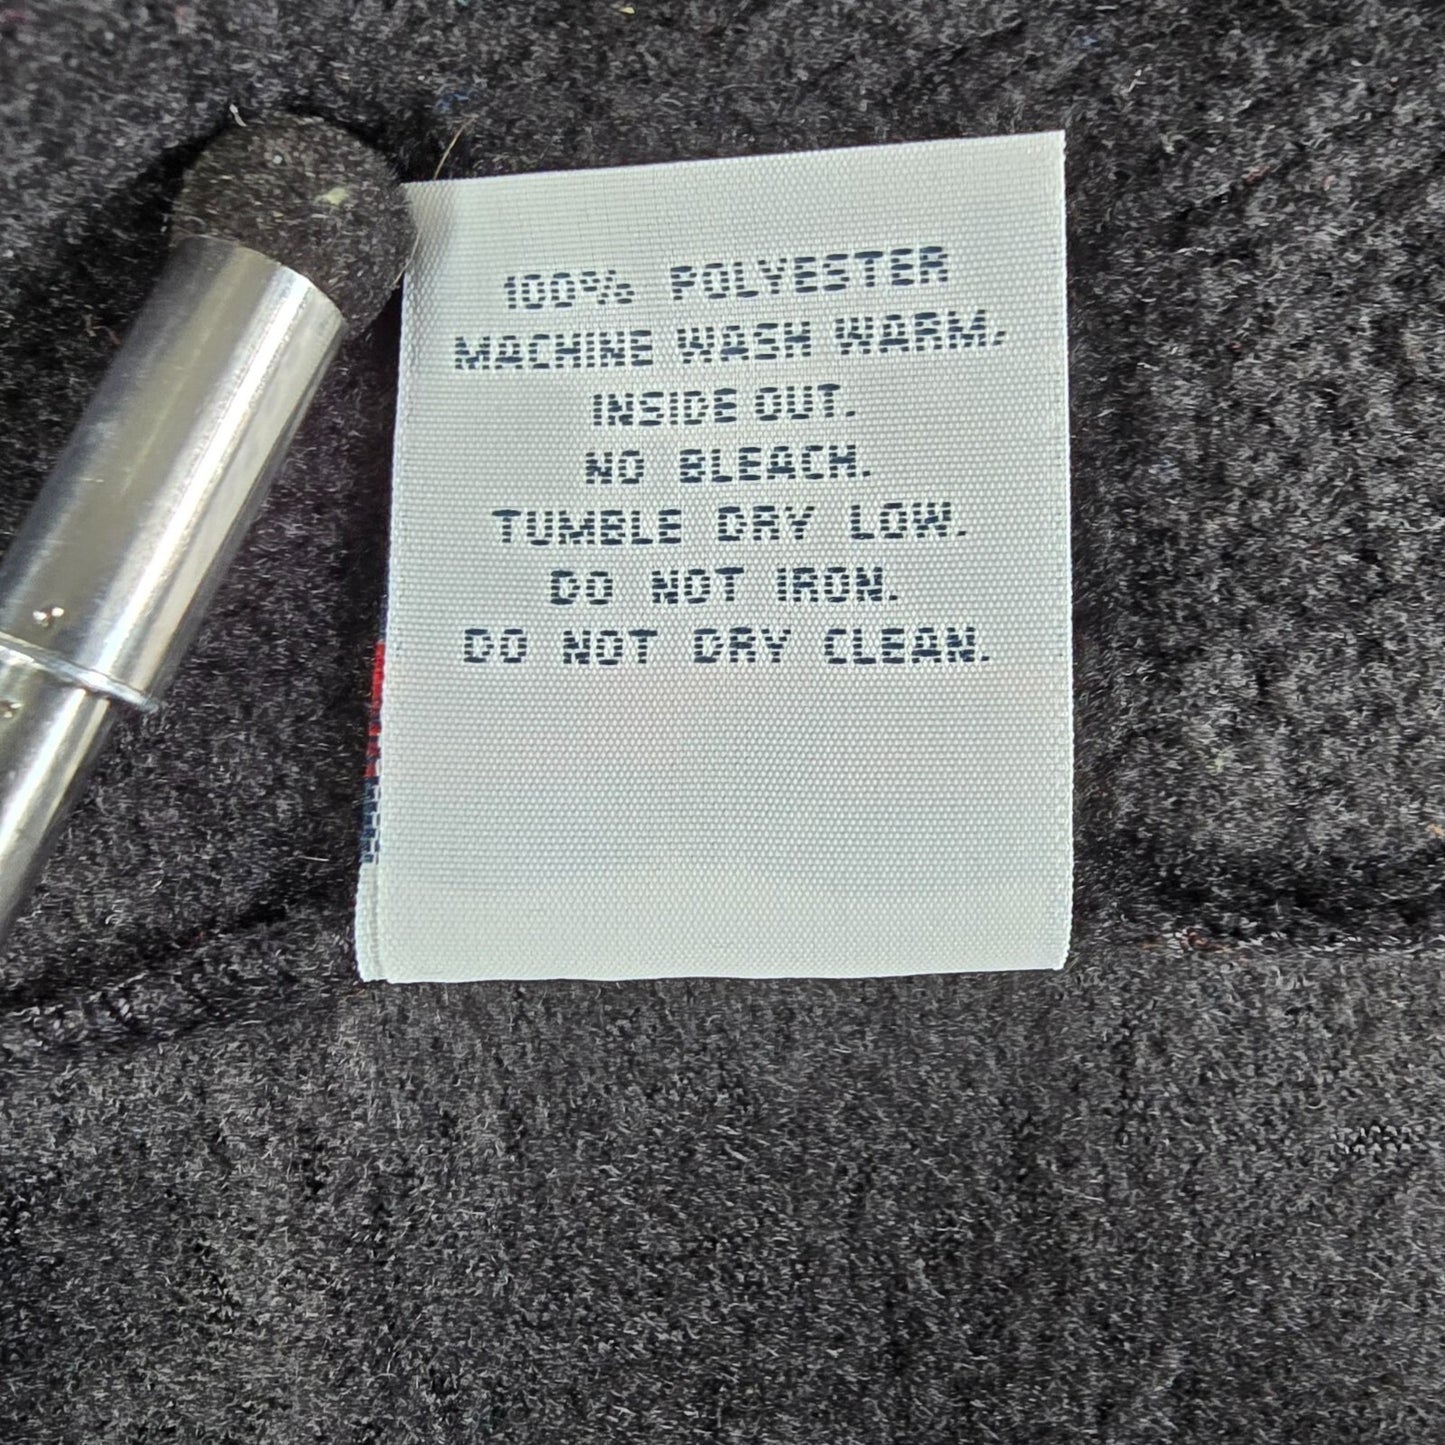 100% POLYESTER
MACHINE WASH WARM,
INSIDE OUT.
NO BLEACH.
TUMBLE DRY LOW.
DO NOT IRON.
DO NOT DRY CLEAN.